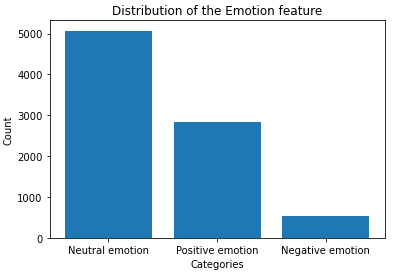 Distribution of the Emotion feature
5000
4000
3000
2000
1000
0
Count
Neutral emotion Positive emotion Negative emotion
Categories